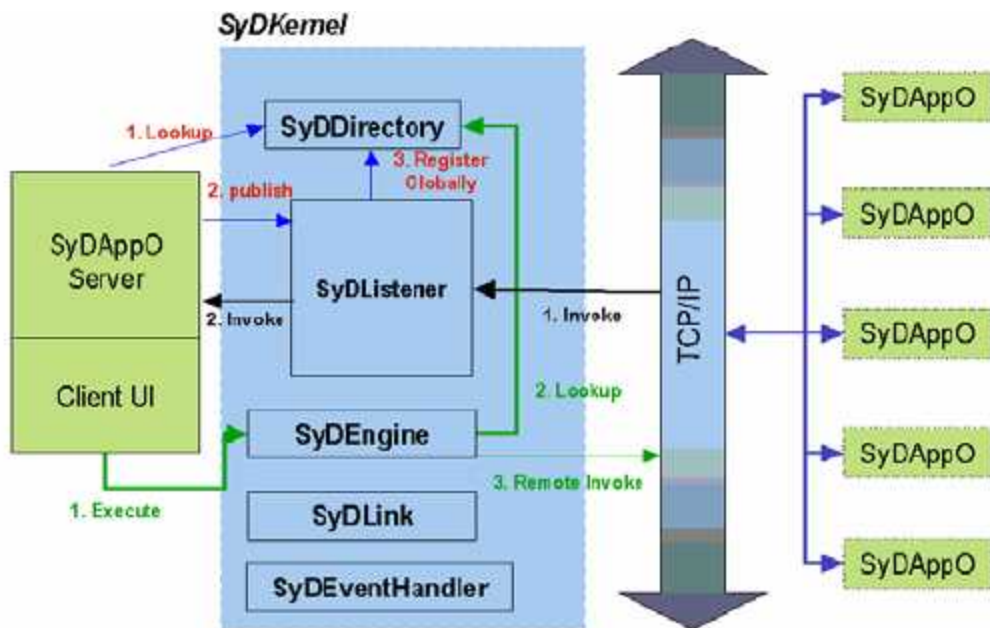 SyDKernel
SyDDirectory
1. Lookup
3. Register
Globally
2. publish
SyDAppO
Server
SyDListener
2. Invoke
1. Invoke
Client UI
2. Lookup
SyDEngine
3. Remote Invoke
1. Execute
SyDLink
SyDEventHandler
TCP/IP
SyDAppO
SyDAppO
SyDAppO
SyDAppO
SyDAppO